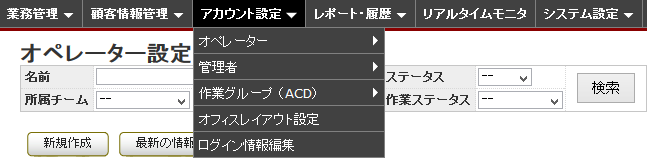 業務管理 顧客情報管理 アカウント設定 レポート・履歴 リアルタイムモニタ システム設定
オペレーター設定
オペレーター
管理者
作業グループ（ACD）
オフィスレイアウト設定
ログイン情報編集
名前 ステータス --
所属チーム -- 作業ステータス --
検索
新規作成 最新の情